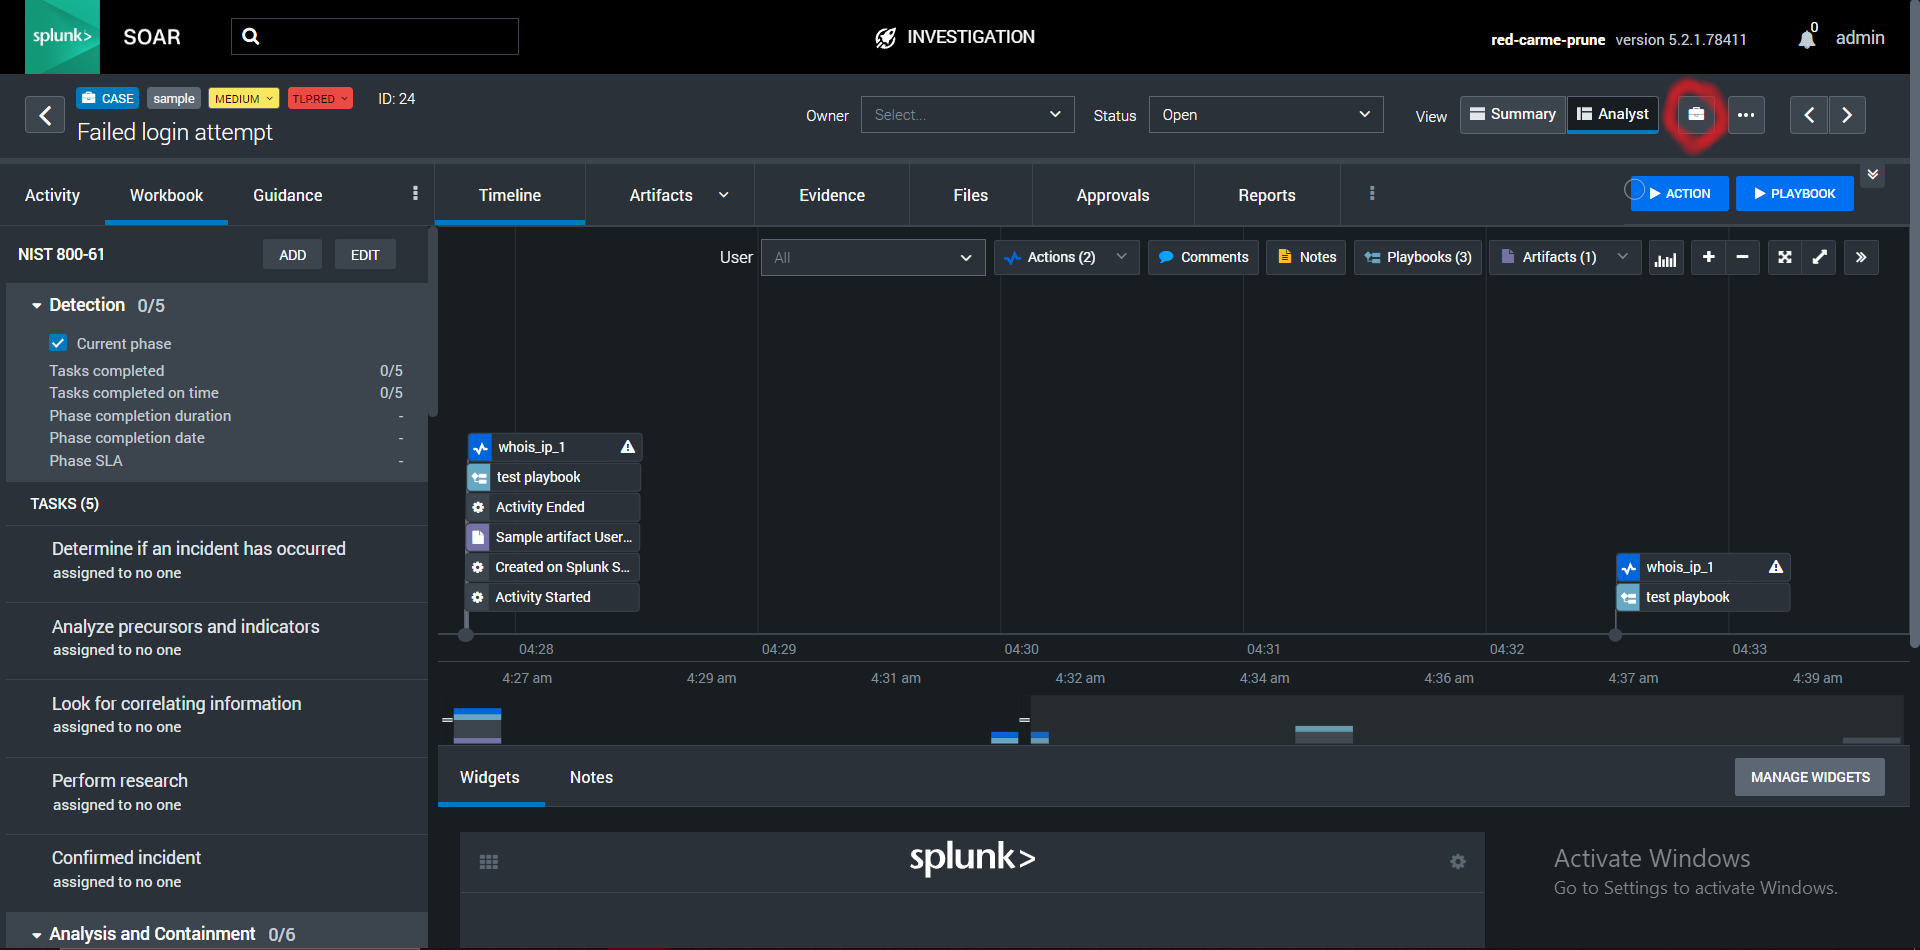 splunk> SOAR INVESTIGATION red-carme-prune version 5.2.1.78411 0 admin
CASE sample MEDIUM TLP:RED ID: 24
Failed login attempt
Owner Select... Status Open View Summary Analyst
Activity Workbook Guidance
Timeline Artifacts Evidence Files Approvals Reports ACTION PLAYBOOK
NIST 800-61 ADD EDIT
User All Actions (2) Comments Notes Playbooks (3) Artifacts (1)
Detection 0/5
Current phase
Tasks completed 0/5
Tasks completed on time 0/5
Phase completion duration -
Phase completion date -
Phase SLA -
TASKS (5)
Determine if an incident has occurred
assigned to no one
Analyze precursors and indicators
assigned to no one
Look for correlating information
assigned to no one
Perform research
assigned to no one
Confirmed incident
assigned to no one
Analysis and Containment 0/6
whois_ip_1
test playbook
Activity Ended
Sample artifact User...
Created on Splunk S...
Activity Started
whois_ip_1
test playbook
04:28 04:29 04:30 04:31 04:32 04:33
4:27 am 4:29 am 4:31 am 4:32 am 4:34 am 4:36 am 4:37 am 4:39 am
Widgets Notes MANAGE WIDGETS
splunk>
Activate Windows
Go to Settings to activate Windows.